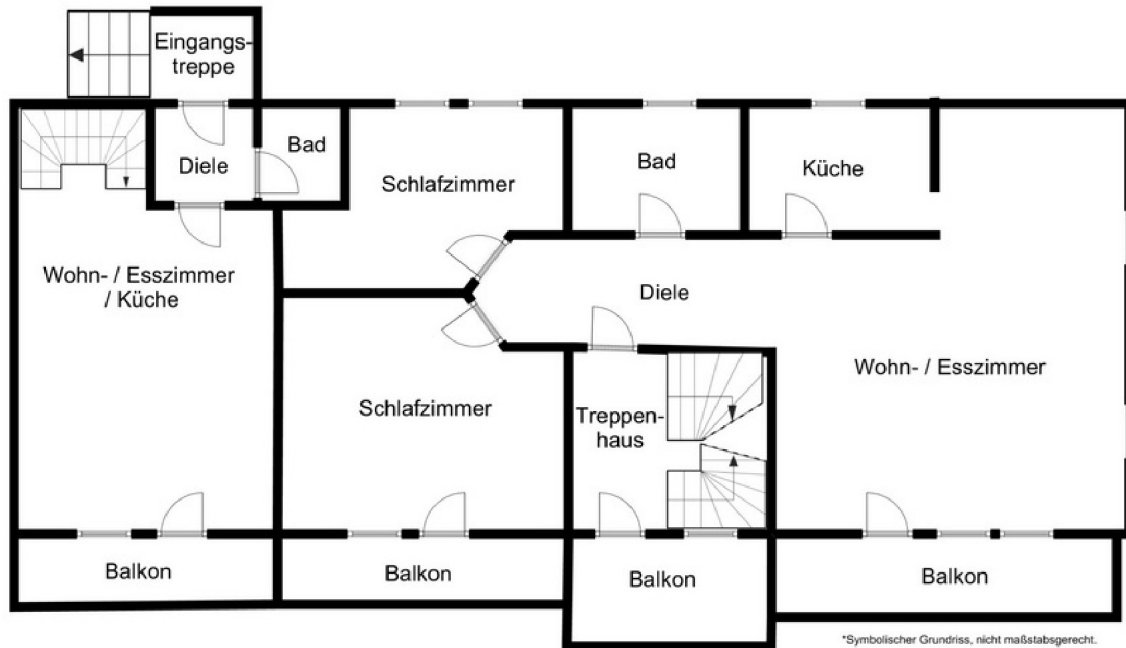 Eingangs-
treppe
Diele
Bad
Schlafzimmer
Bad
Küche
Wohn- / Esszimmer
/ Küche
Diele
Wohn- / Esszimmer
Schlafzimmer
Treppen-
haus
Balkon
Balkon
Balkon
Balkon
*Symbolischer Grundriss, nicht maßstabsgerecht.